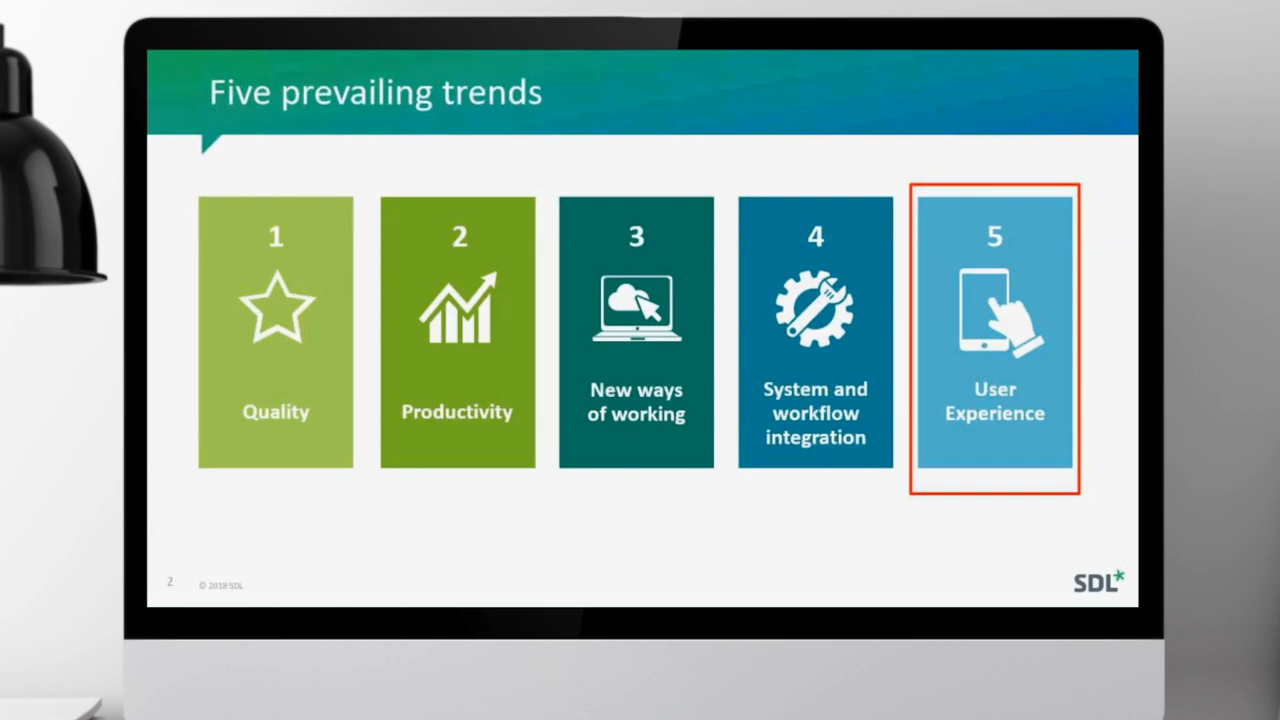 Five prevailing trends
1
Quality
2
Productivity
3
New ways
of working
4
System and
workflow
integration
5
User
Experience
2
© 2018 SDL
SDL*